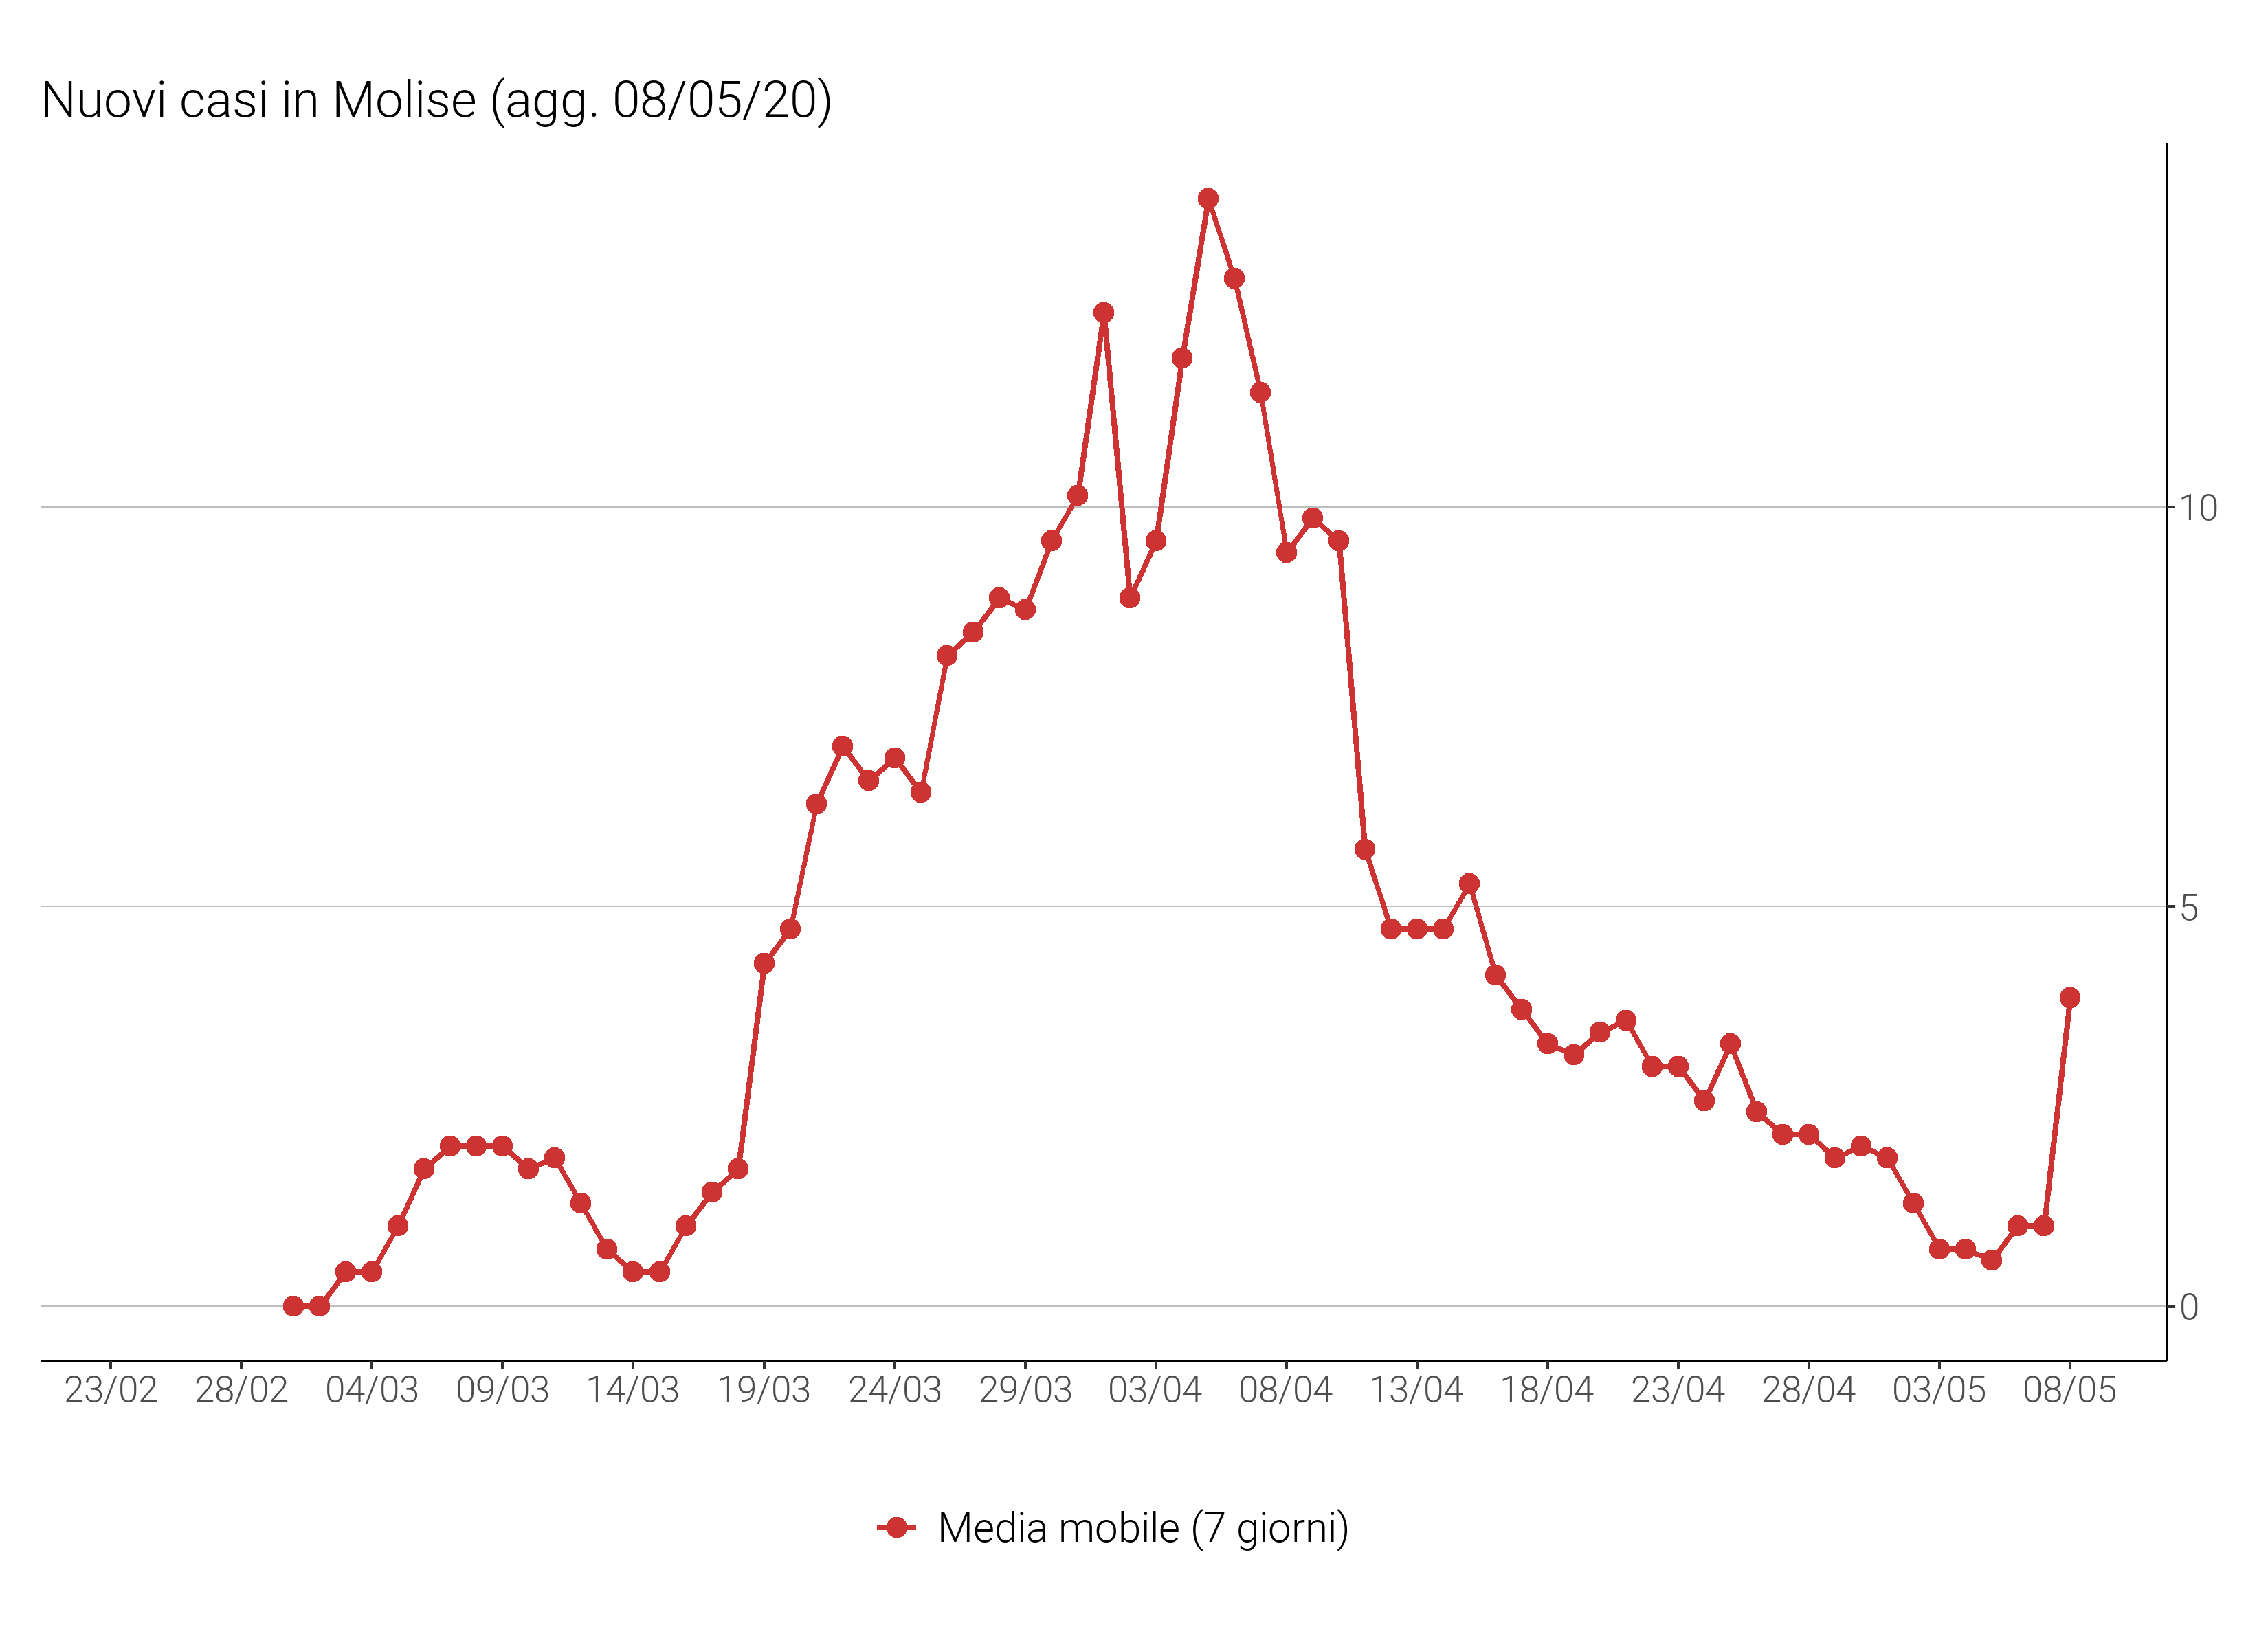 Nuovi casi in Molise (agg. 08/05/20)
10
5
0
23/02 28/02 04/03 09/03 14/03 19/03 24/03 29/03 03/04 08/04 13/04 18/04 23/04 28/04 03/05 08/05
Media mobile (7 giorni)